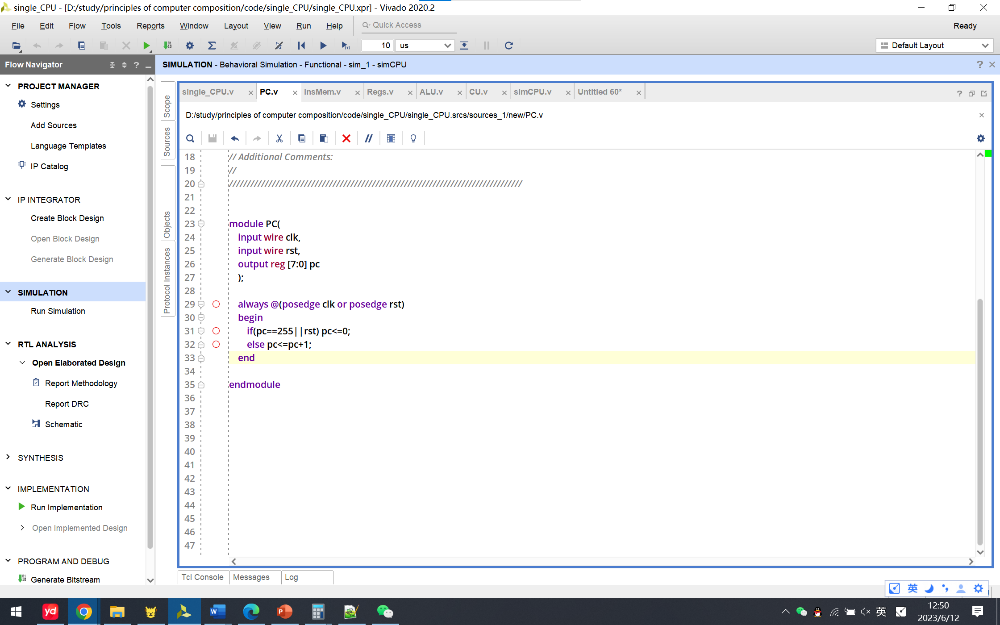 single_CPU - [D:/study/principles of computer composition/code/single_CPU/single_CPU.xpr] - Vivado 2020.2
File Edit Flow Tools Reports Window Layout View Run Help Quick Access Ready
10 us Default Layout
Flow Navigator ? SIMULATION - Behavioral Simulation - Functional - sim_1 - simCPU ?
PROJECT MANAGER
Settings
Add Sources
Language Templates
IP Catalog
IP INTEGRATOR
Create Block Design
Open Block Design
Generate Block Design
SIMULATION
Run Simulation
RTL ANALYSIS
Open Elaborated Design
Report Methodology
Report DRC
Schematic
SYNTHESIS
IMPLEMENTATION
Run Implementation
Open Implemented Design
PROGRAM AND DEBUG
Generate Bitstream
Scope
Sources
Objects
Protocol Instances
single_CPU.v PC.v insMem.v Regs.v ALU.v CU.v simCPU.v Untitled 60* ?
D:/study/principles of computer composition/code/single_CPU/single_CPU.srcs/sources_1/new/PC.v
18 // Additional Comments:
19 //
20 //////////////////////////////////////////////////////////////////////////////////
21
22
23 module PC(
24 input wire clk,
25 input wire rst,
26 output reg [7:0] pc
27 );
28
29 always @(posedge clk or posedge rst)
30 begin
31 if(pc==255||rst) pc<=0;
32 else pc<=pc+1;
33 end
34
35 endmodule
36
37
38
39
40
41
42
43
44
45
46
47
Tcl Console Messages Log
英
yd W P 英 12:50
2023/6/12